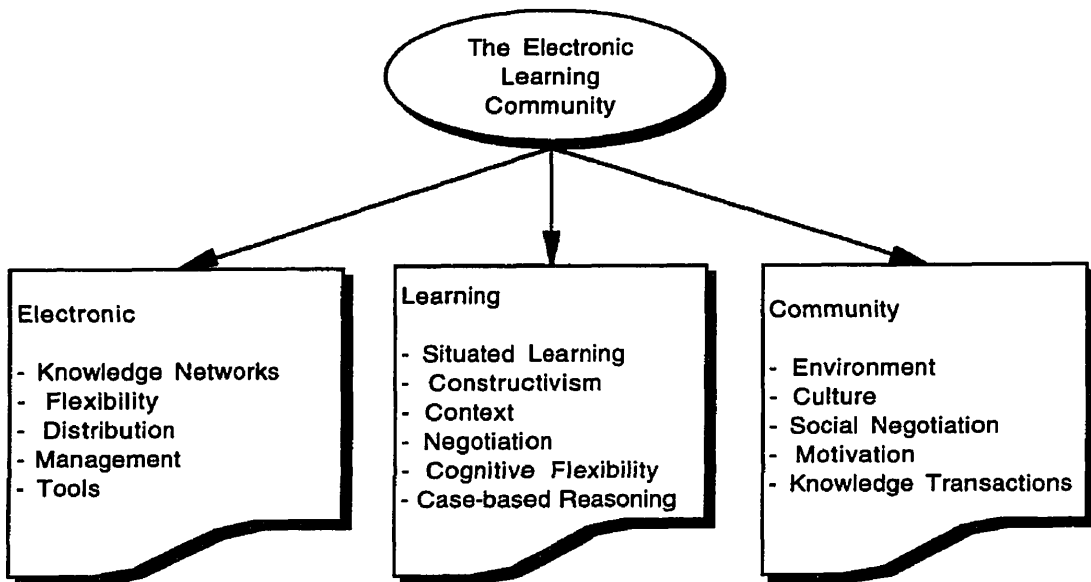 The Electronic
Learning
Community
Electronic
- Knowledge Networks
- Flexibility
- Distribution
- Management
- Tools
Learning
- Situated Learning
- Constructivism
- Context
- Negotiation
- Cognitive Flexibility
- Case-based Reasoning
Community
- Environment
- Culture
- Social Negotiation
- Motivation
- Knowledge Transactions